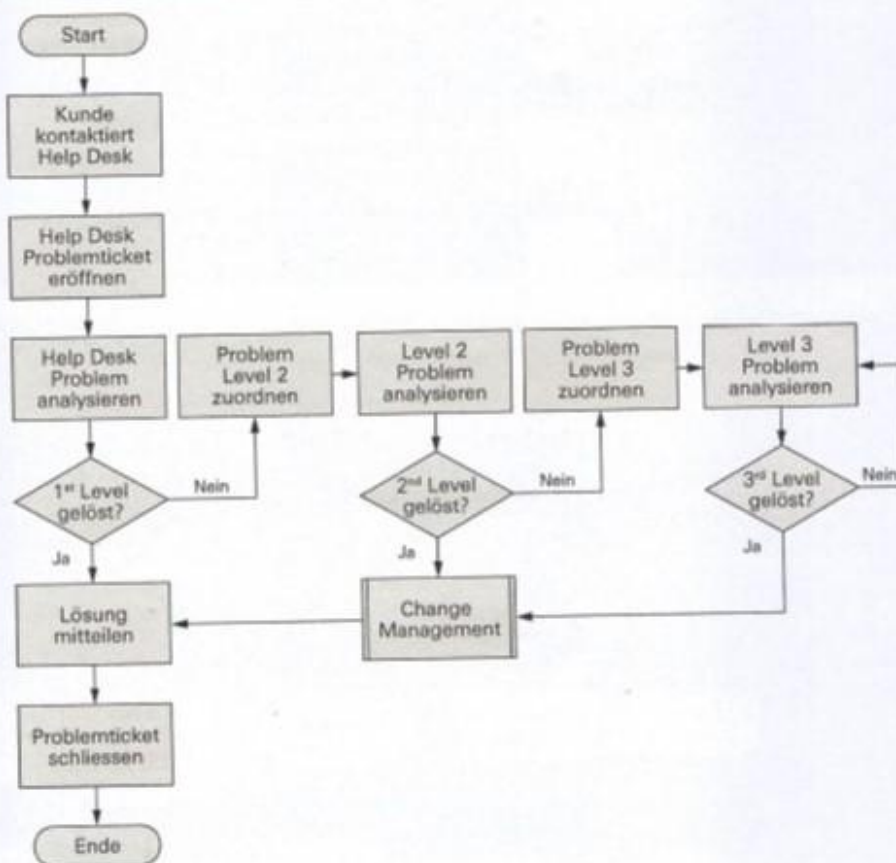 Start
Kunde
kontaktiert
Help Desk
Help Desk
Problemticket
eröffnen
Help Desk
Problem
analysieren
Problem
Level 2
zuordnen
Level 2
Problem
analysieren
Problem
Level 3
zuordnen
Level 3
Problem
analysieren
1st Level
gelöst?
Nein
2nd Level
gelöst?
Nein
3rd Level
gelöst?
Nein
Ja
Ja
Ja
Lösung
mitteilen
Change
Management
Problemticket
schliessen
Ende